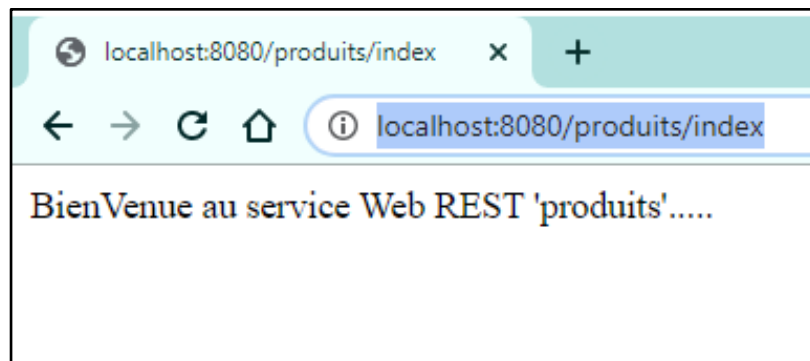 localhost:8080/produits/index
localhost:8080/produits/index
BienVenue au service Web REST 'produits'.....